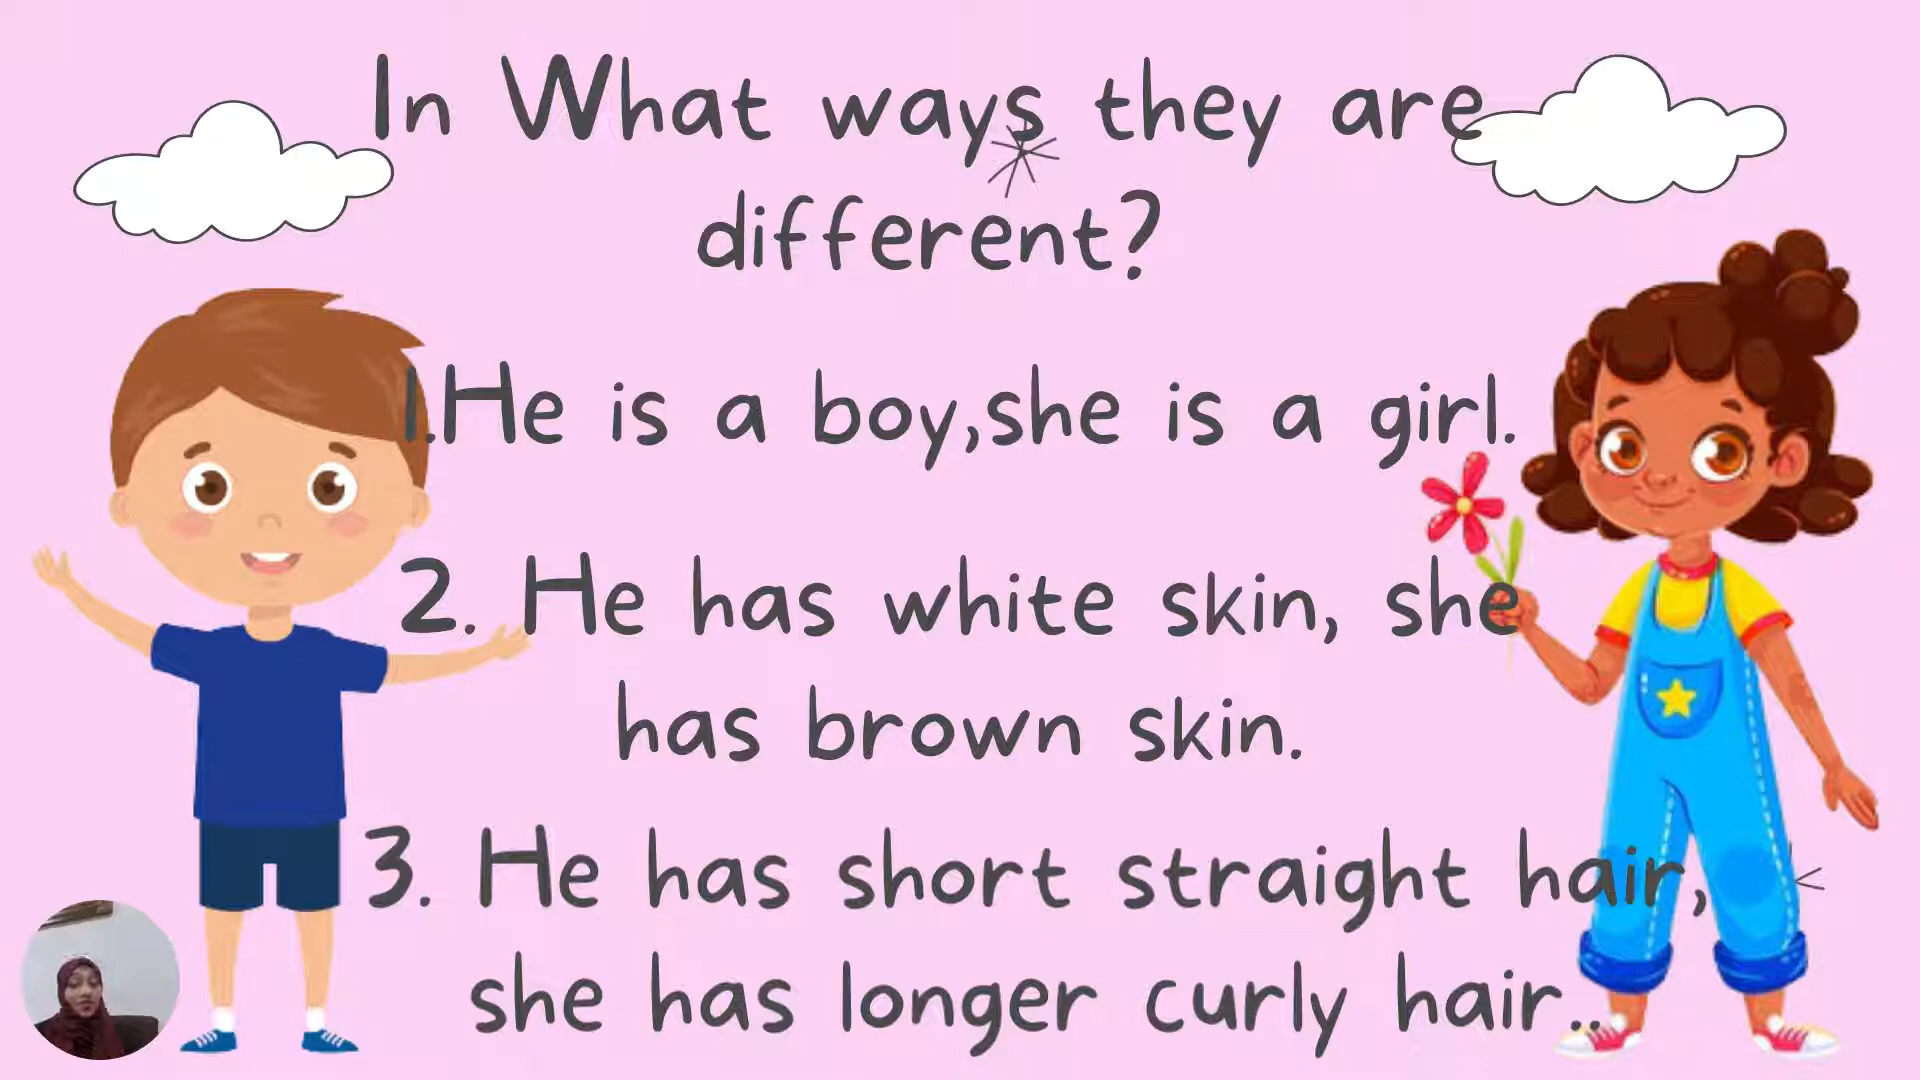 In What ways they are
different?
1.He is a boy,she is a girl.
2. He has white skin, she
has brown skin.
3. He has short straight hair,
she has longer curly hair..